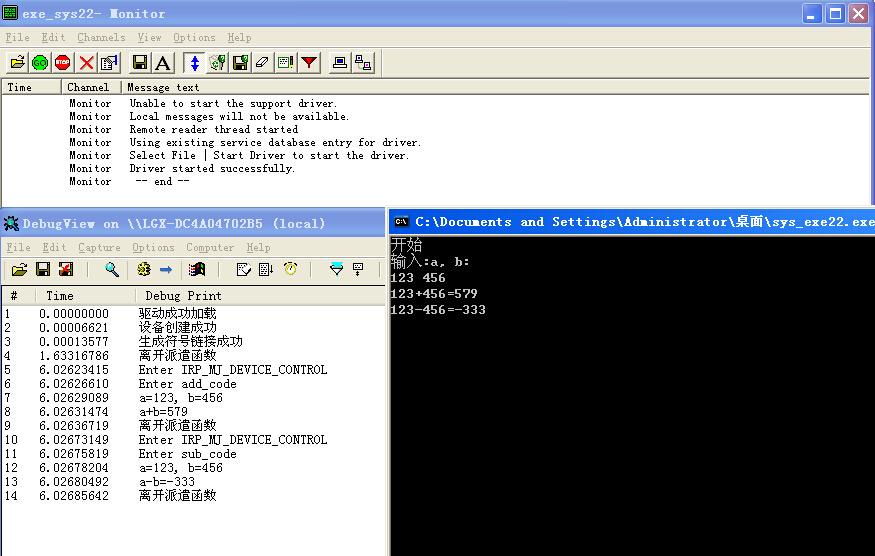 exe_sys22- Monitor
File Edit Channels View Options Help
GO STOP A
Time Channel Message text
Monitor Unable to start the support driver.
Monitor Local messages will not be available.
Monitor Remote reader thread started
Monitor Using existing service database entry for driver.
Monitor Select File | Start Driver to start the driver.
Monitor Driver started successfully.
Monitor -- end --
DebugView on \\LGX-DC4A04702B5 (local)
File Edit Capture Options Computer Help
# Time Debug Print
1 0.00000000 驱动成功加载
2 0.00006621 设备创建成功
3 0.00013577 生成符号链接成功
4 1.63316786 离开派遣函数
5 6.02623415 Enter IRP_MJ_DEVICE_CONTROL
6 6.02626610 Enter add_code
7 6.02629089 a=123, b=456
8 6.02631474 a+b=579
9 6.02636719 离开派遣函数
10 6.02673149 Enter IRP_MJ_DEVICE_CONTROL
11 6.02675819 Enter sub_code
12 6.02678204 a=123, b=456
13 6.02680492 a-b=-333
14 6.02685642 离开派遣函数
C:\Documents and Settings\Administrator\桌面\sys_exe22.exe
开始
输入:a, b:
123 456
123+456=579
123-456=-333